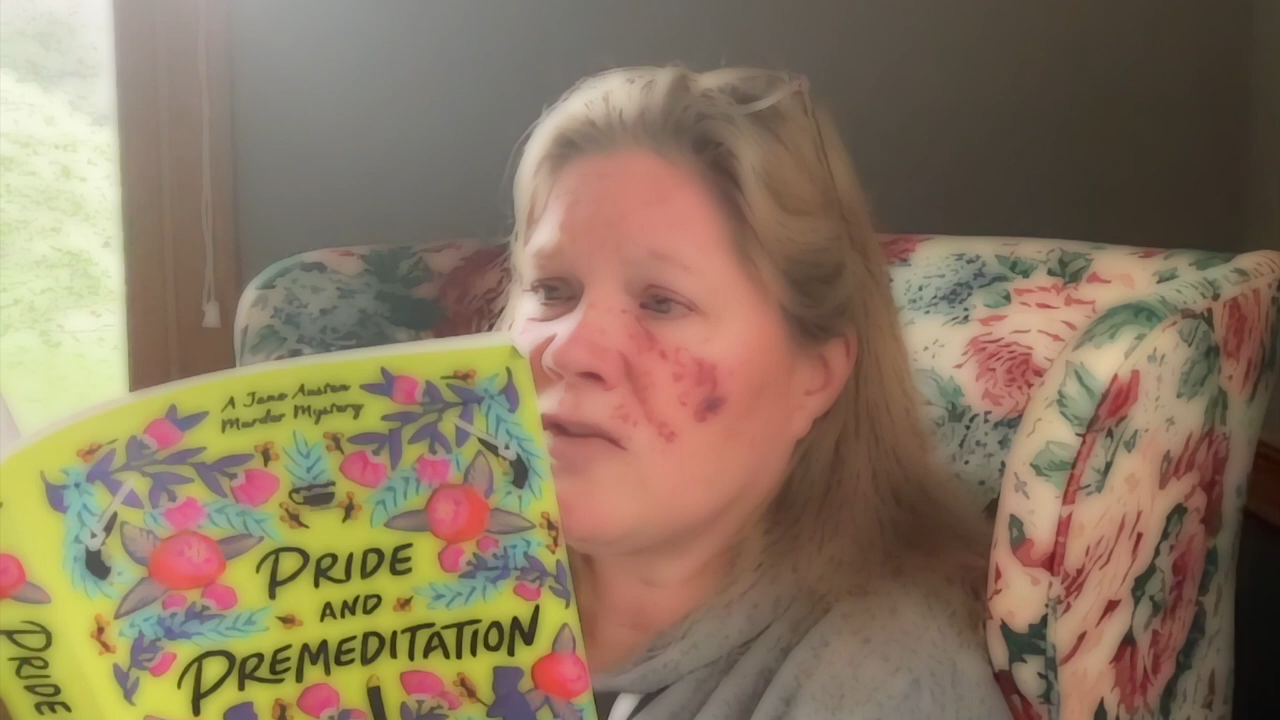 A Jane Austen
Murder Mystery
PRIDE
AND
PREMEDITATION
PRIDE